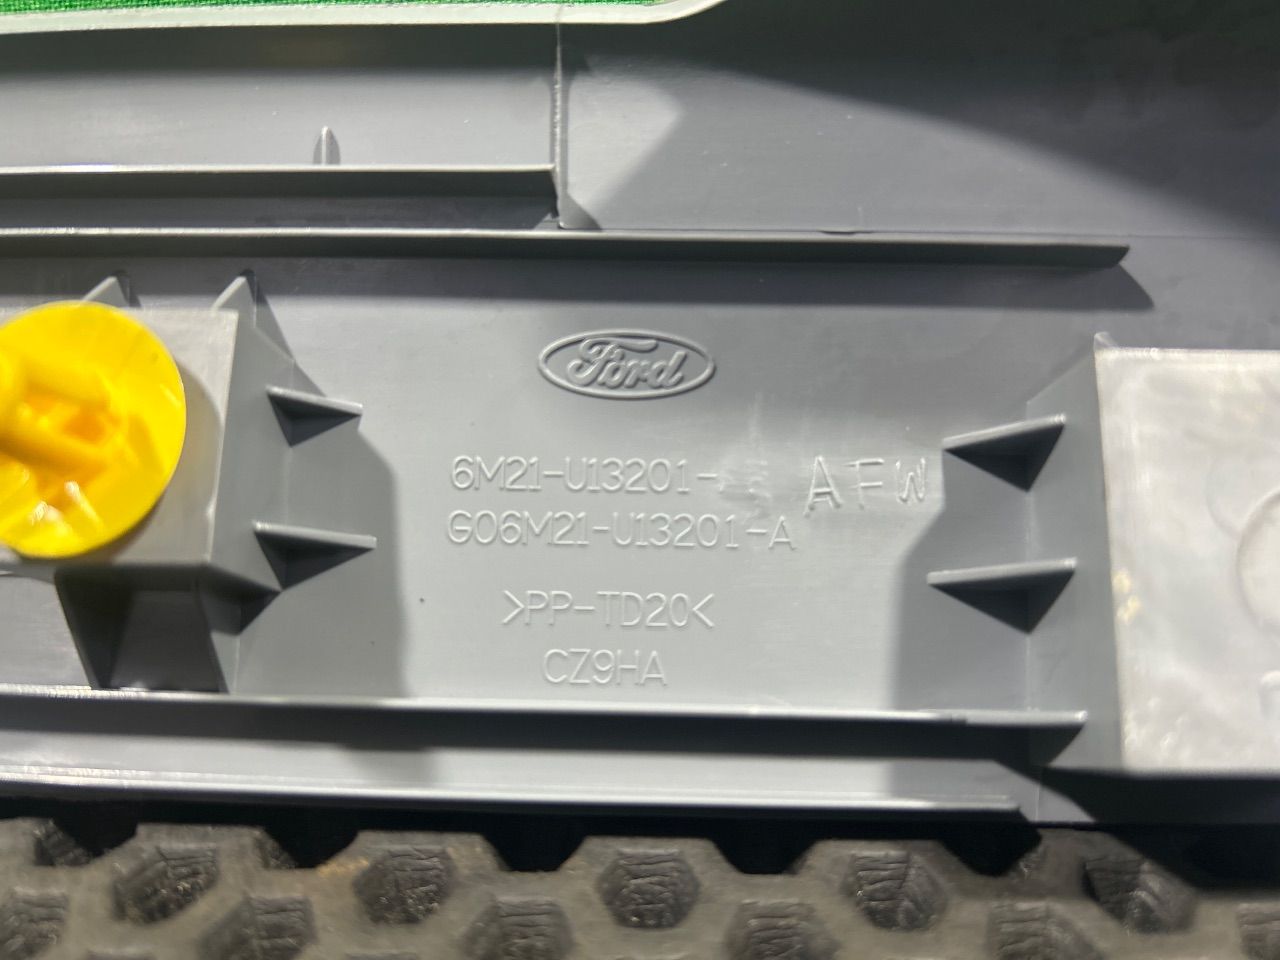 Ford
6M21-U13201- AFW
G06M21-U13201-A
>PP-TD20<
CZ9HA